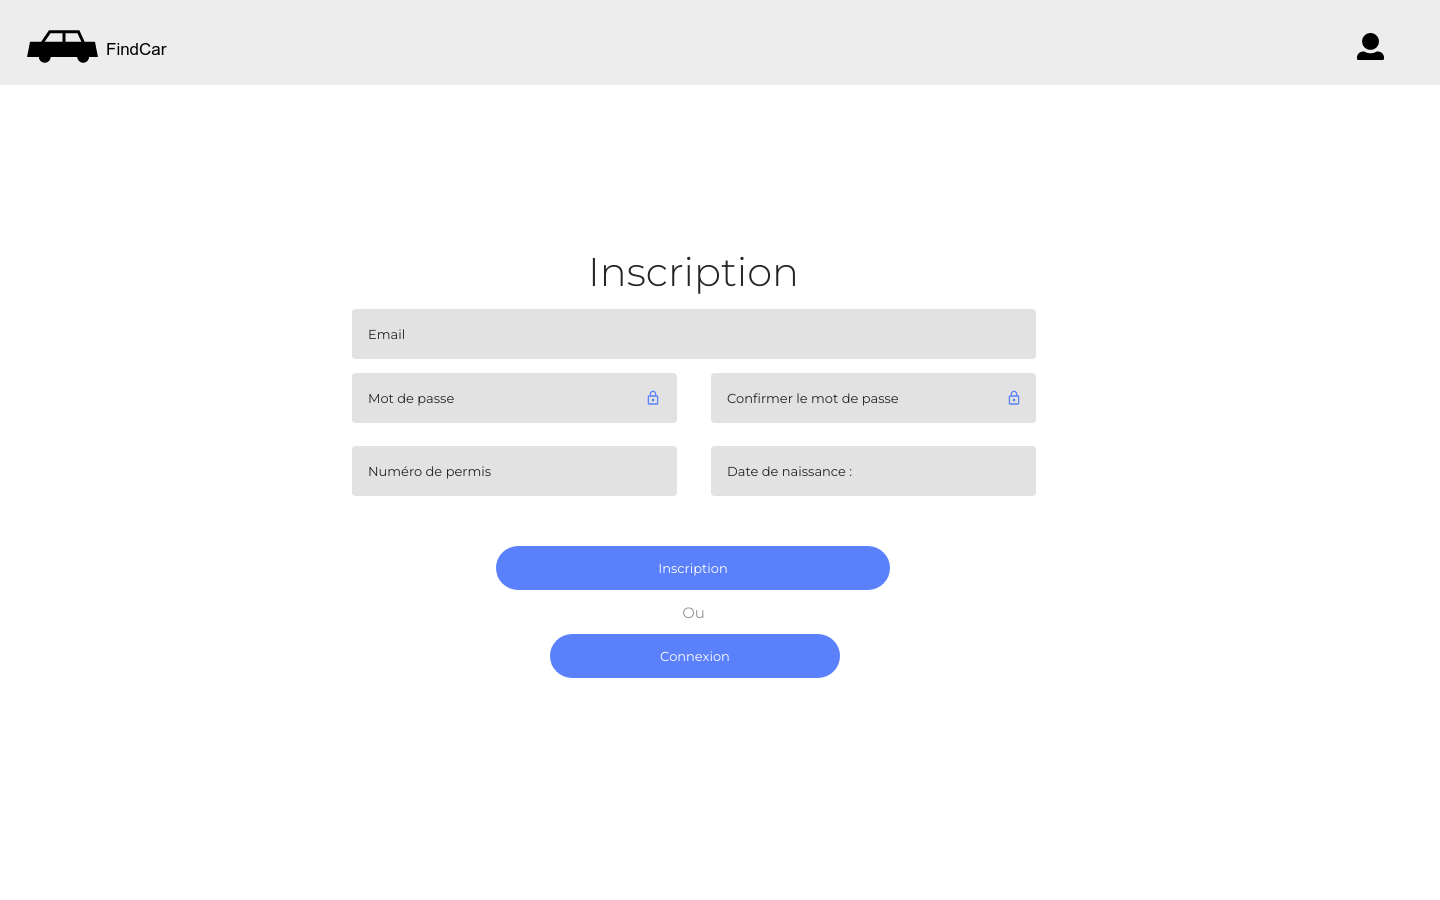 FindCar
Inscription
Email
Mot de passe
Confirmer le mot de passe
Numéro de permis
Date de naissance :
Inscription
Ou
Connexion